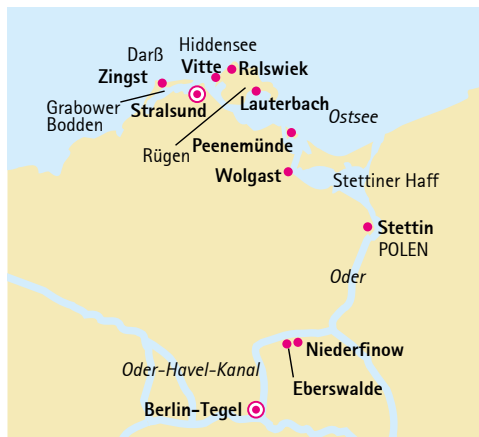 Hiddensee
Darß
Vitte
Ralswiek
Zingst
Grabower
Bodden
Stralsund
Lauterbach
Ostsee
Rügen
Peenemünde
Wolgast
Stettiner Haff
Stettin
POLEN
Oder
Niederfinow
Oder-Havel-Kanal
Eberswalde
Berlin-Tegel